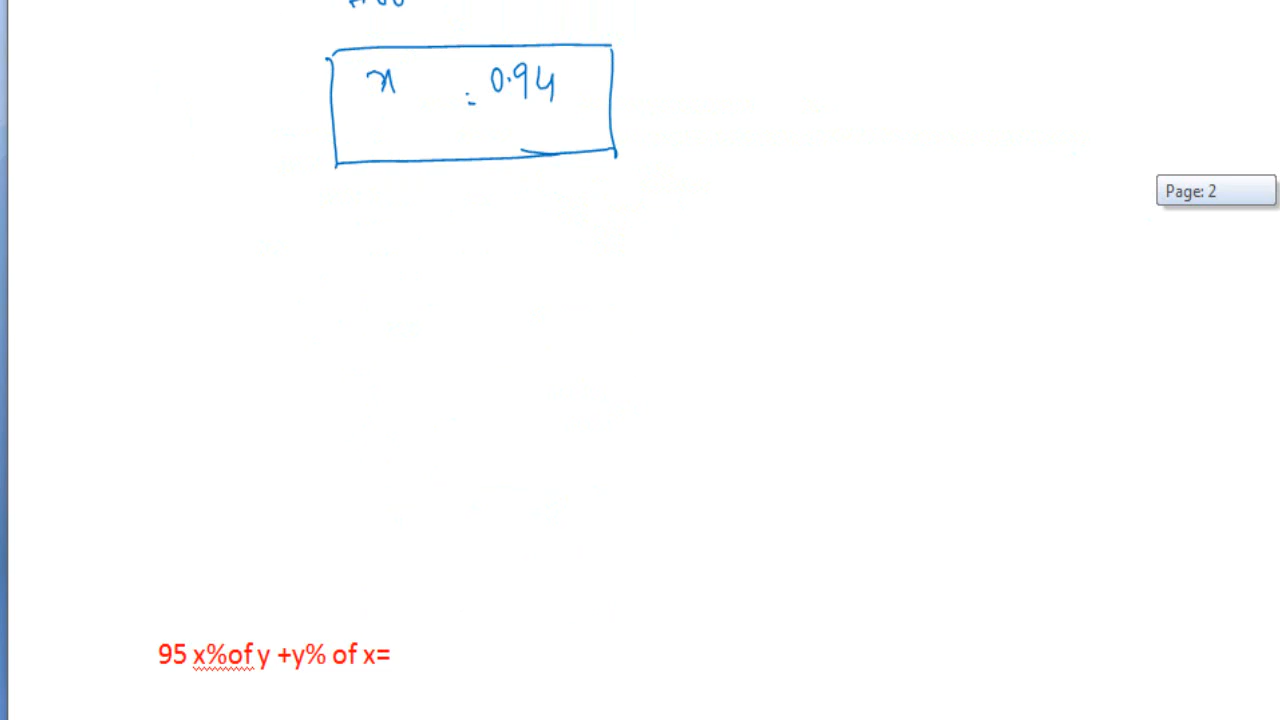 x = 0.94
Page: 2
95 x%of y +y% of x=